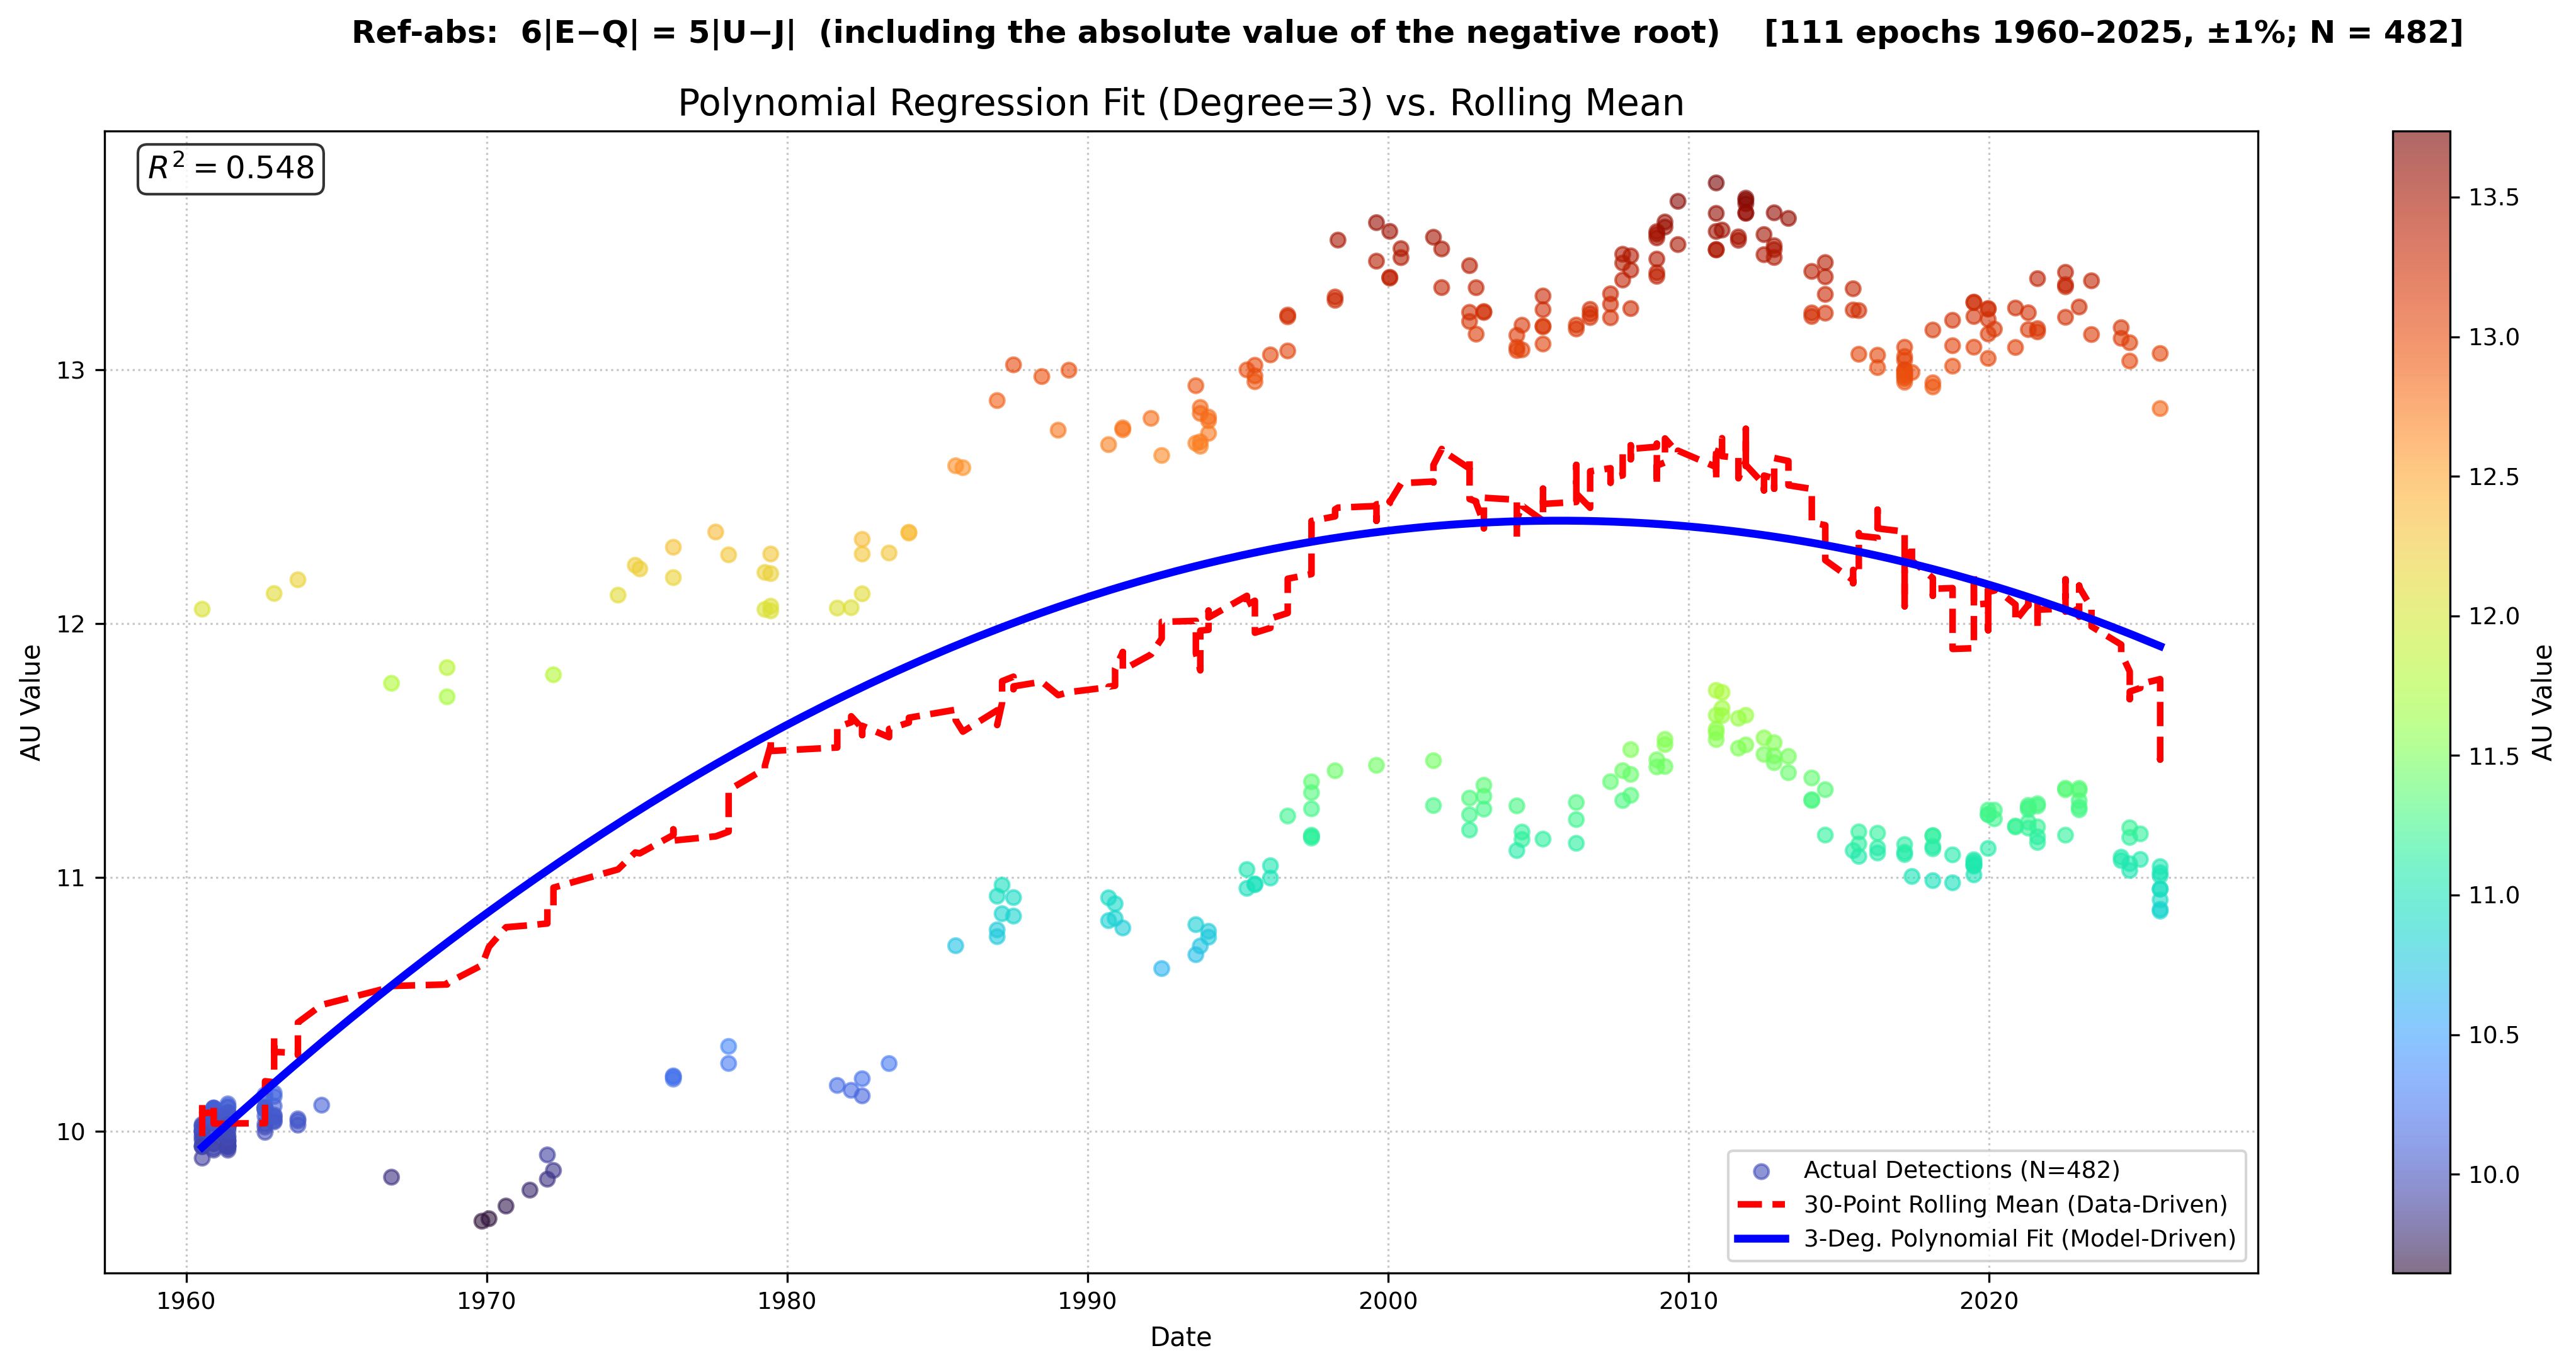 Ref-abs:  6|E−Q| = 5|U−J|  (including the absolute value of the negative root)    [111 epochs 1960–2025, ±1%; N = 482]
Polynomial Regression Fit (Degree=3) vs. Rolling Mean
R² = 0.548
AU Value
13
12
11
10
1960
1970
1980
1990
2000
2010
2020
Date
Actual Detections (N=482)
30-Point Rolling Mean (Data-Driven)
3-Deg. Polynomial Fit (Model-Driven)
13.5
13.0
12.5
12.0
11.5
11.0
10.5
10.0
AU Value